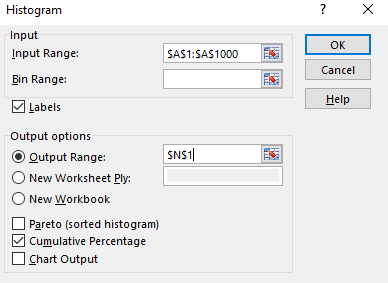 Histogram
Input
Input Range: $A$1:$A$1000
Bin Range:
Labels
OK
Cancel
Help
Output options
Output Range: $N$1
New Worksheet Ply:
New Workbook
Pareto (sorted histogram)
Cumulative Percentage
Chart Output